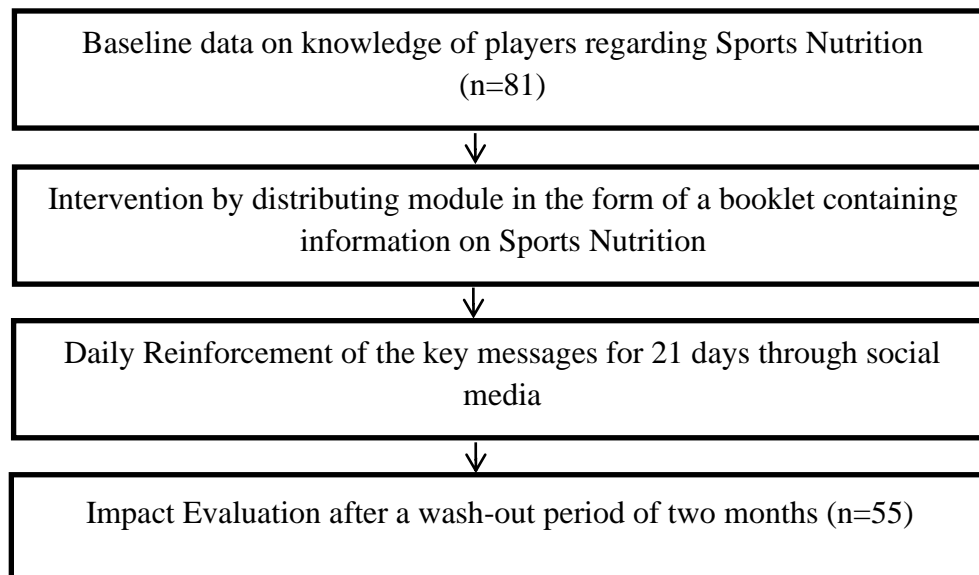 Baseline data on knowledge of players regarding Sports Nutrition
(n=81)
Intervention by distributing module in the form of a booklet containing
information on Sports Nutrition
Daily Reinforcement of the key messages for 21 days through social
media
Impact Evaluation after a wash-out period of two months (n=55)